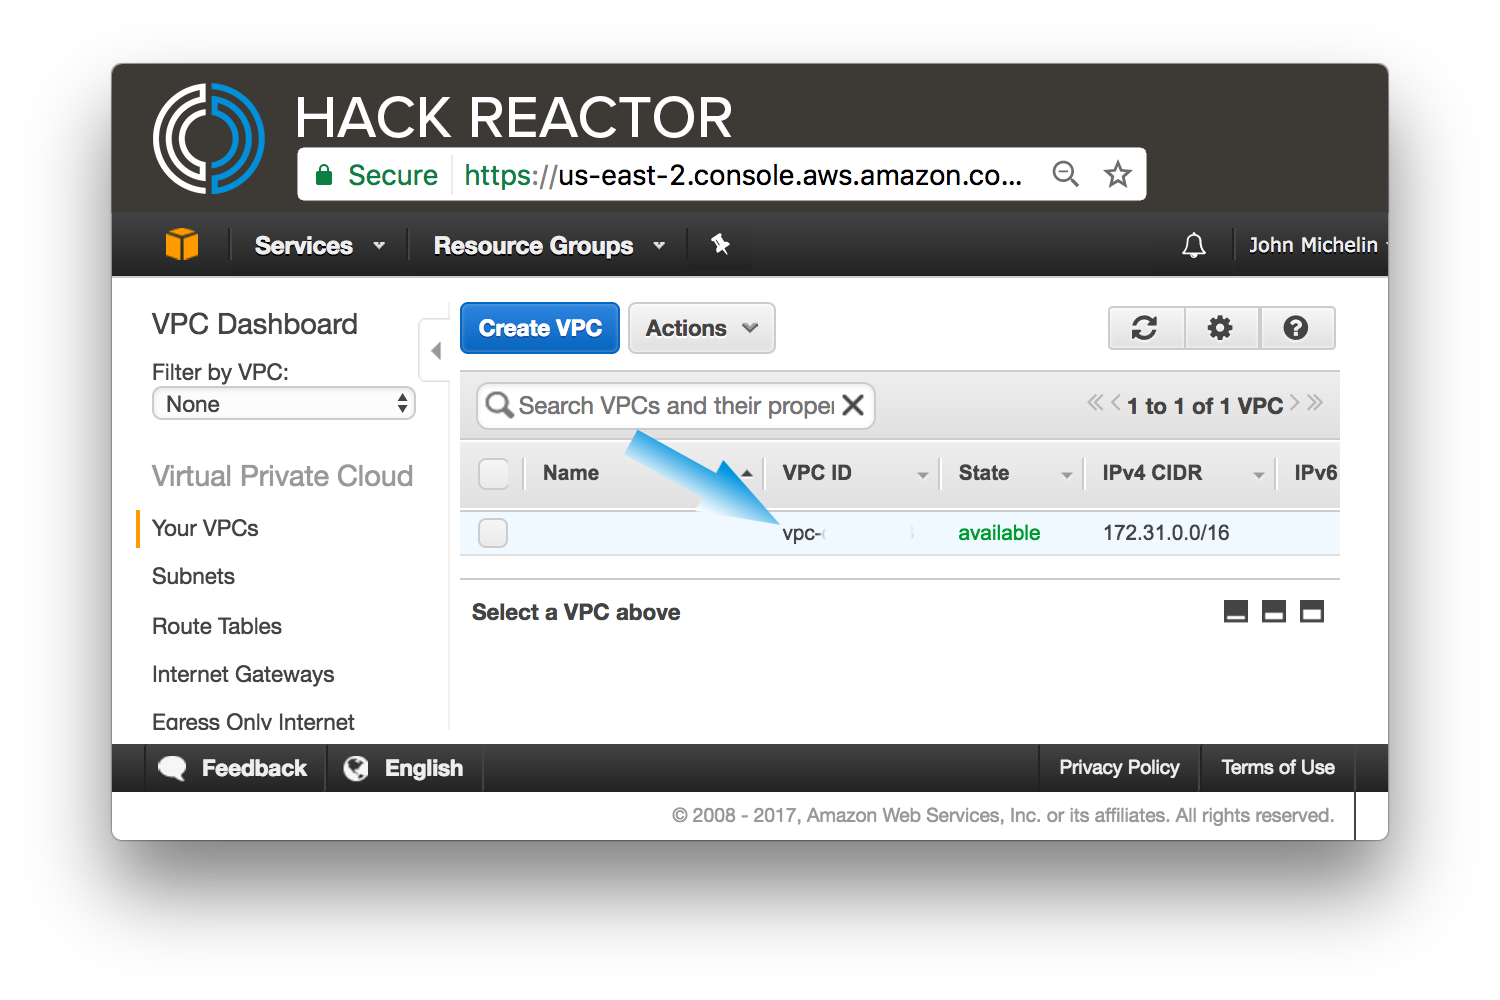 HACK REACTOR
Secure https://us-east-2.console.aws.amazon.co...
Services Resource Groups John Michelin
VPC Dashboard
Filter by VPC:
None
Virtual Private Cloud
Your VPCs
Subnets
Route Tables
Internet Gateways
Egress Only Internet
Create VPC Actions
Search VPCs and their proper
1 to 1 of 1 VPC
Name VPC ID State IPv4 CIDR IPv6
vpc- available 172.31.0.0/16
Select a VPC above
Feedback English Privacy Policy Terms of Use
© 2008 - 2017, Amazon Web Services, Inc. or its affiliates. All rights reserved.